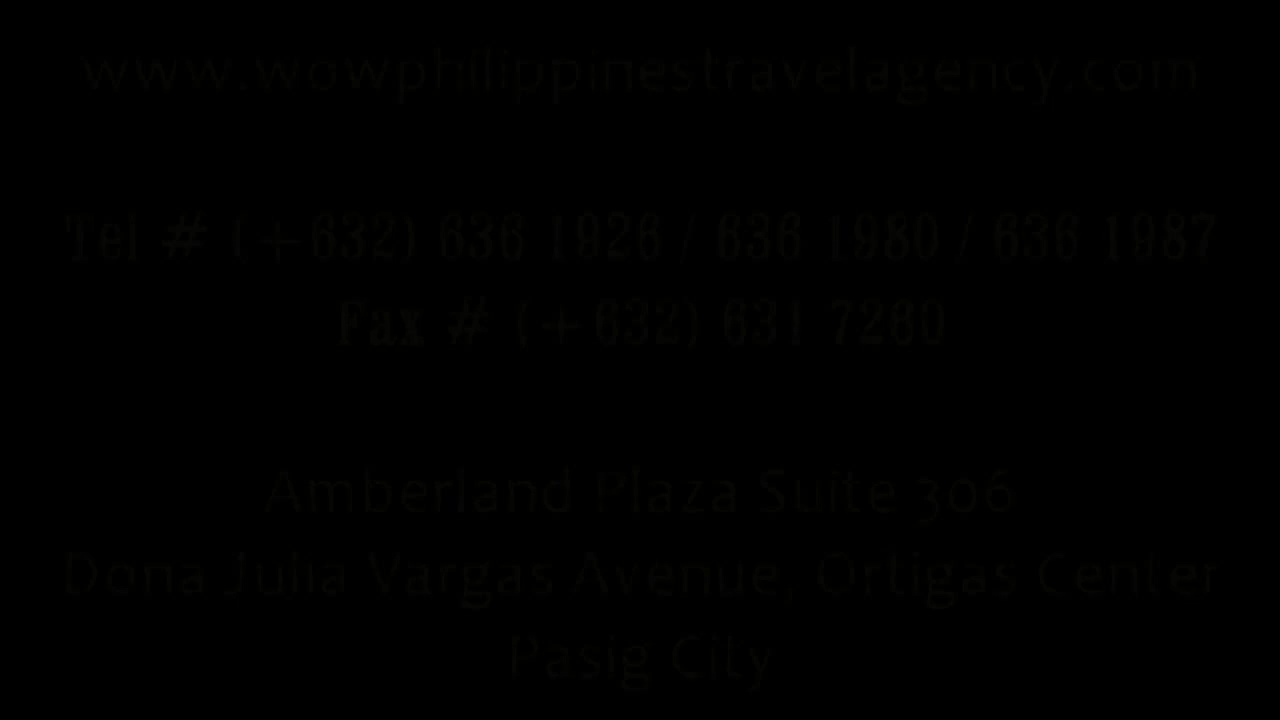 www.wowphilippinestravelagency.com
Tel # (+632) 636 1926 / 636 1980 / 636 1987
Fax # (+632) 631 7260
Amberland Plaza Suite 306
Dona Julia Vargas Avenue, Ortigas Center
Pasig City